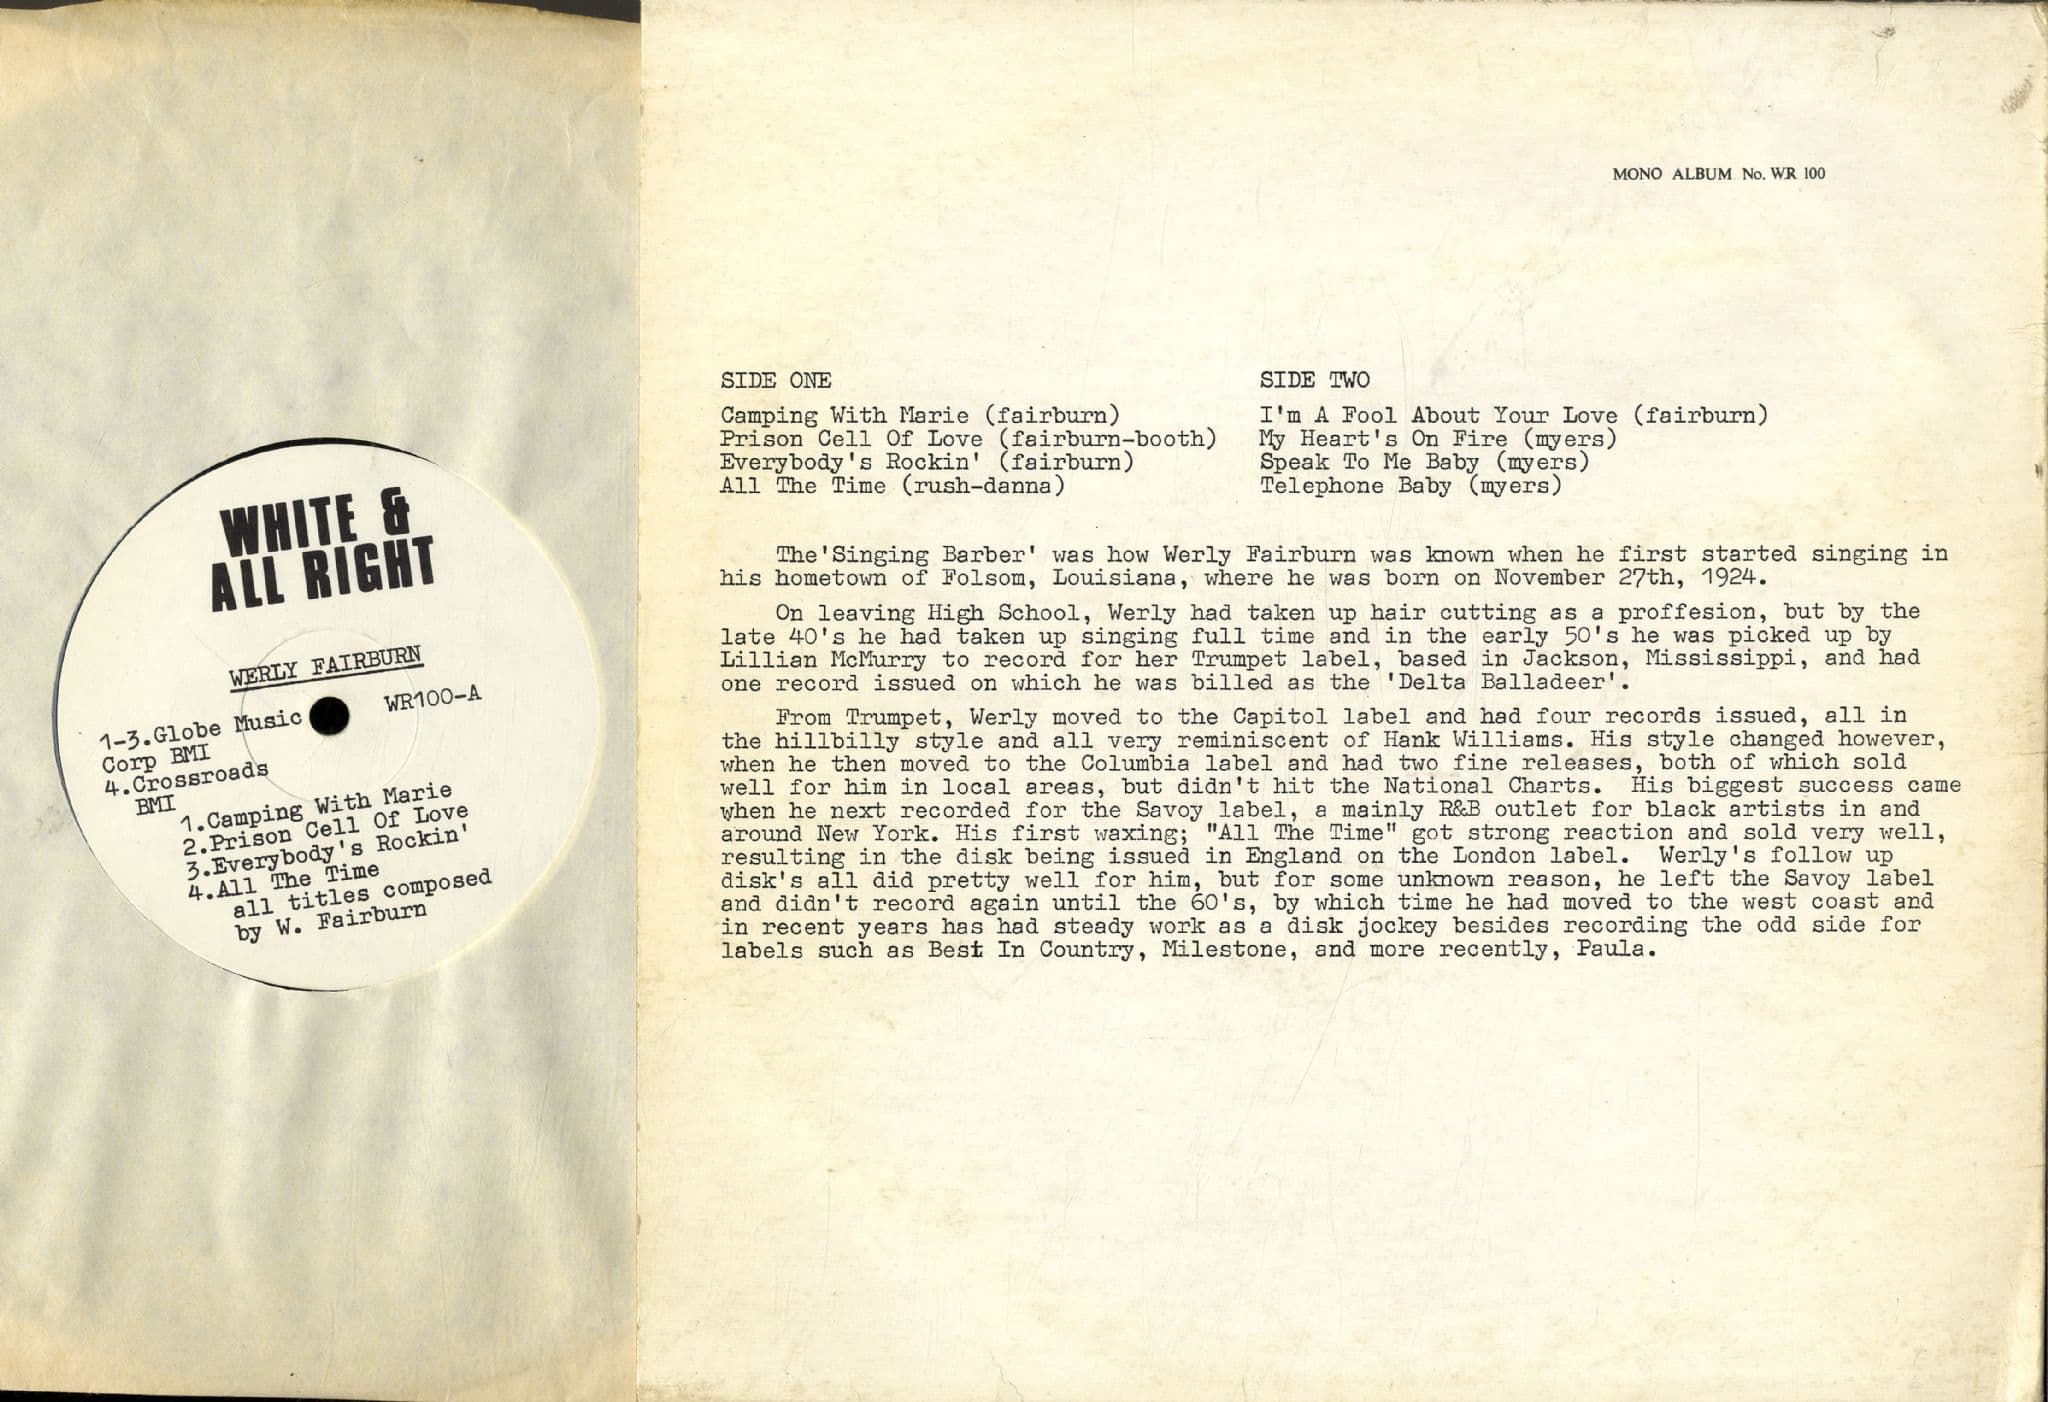 WHITE &
ALL RIGHT
WERLY FAIRBURN
WR100-A
1-3.Globe Music
Corp BMI
4.Crossroads
BMI
1.Camping With Marie
2.Prison Cell Of Love
3.Everybody's Rockin'
4.All The Time
all titles composed
by W. Fairburn
MONO ALBUM No. WR 100
SIDE ONE
Camping With Marie (fairburn)
Prison Cell Of Love (fairburn-booth)
Everybody's Rockin' (fairburn)
All The Time (rush-danna)
SIDE TWO
I'm A Fool About Your Love (fairburn)
My Heart's On Fire (myers)
Speak To Me Baby (myers)
Telephone Baby (myers)
The'Singing Barber' was how Werly Fairburn was known when he first started singing in
his hometown of Folsom, Louisiana, where he was born on November 27th, 1924.
On leaving High School, Werly had taken up hair cutting as a proffesion, but by the
late 40's he had taken up singing full time and in the early 50's he was picked up by
Lillian McMurry to record for her Trumpet label, based in Jackson, Mississippi, and had
one record issued on which he was billed as the 'Delta Balladeer'.
From Trumpet, Werly moved to the Capitol label and had four records issued, all in
the hillbilly style and all very reminiscent of Hank Williams. His style changed however,
when he then moved to the Columbia label and had two fine releases, both of which sold
well for him in local areas, but didn't hit the National Charts. His biggest success came
when he next recorded for the Savoy label, a mainly R&B outlet for black artists in and
around New York. His first waxing; "All The Time" got strong reaction and sold very well,
resulting in the disk being issued in England on the London label. Werly's follow up
disk's all did pretty well for him, but for some unknown reason, he left the Savoy label
and didn't record again until the 60's, by which time he had moved to the west coast and
in recent years has had steady work as a disk jockey besides recording the odd side for
labels such as Best In Country, Milestone, and more recently, Paula.